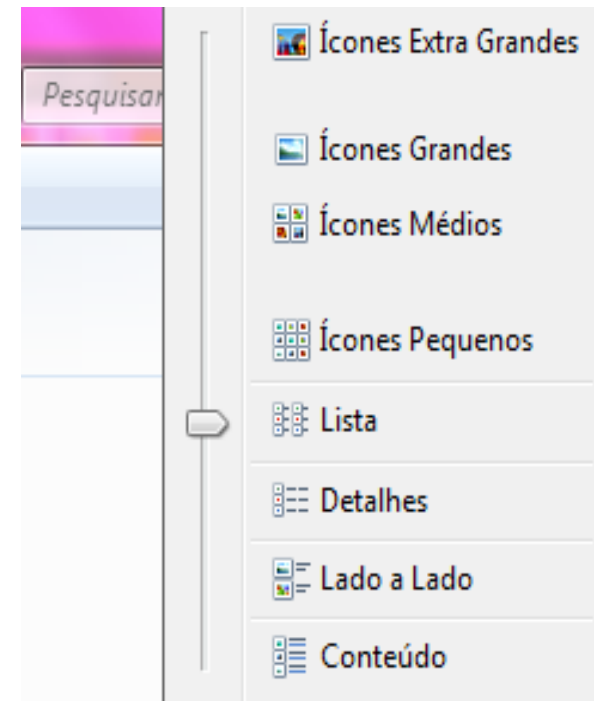 Ícones Extra Grandes
Pesquisar
Ícones Grandes
Ícones Médios
Ícones Pequenos
Lista
Detalhes
Lado a Lado
Conteúdo